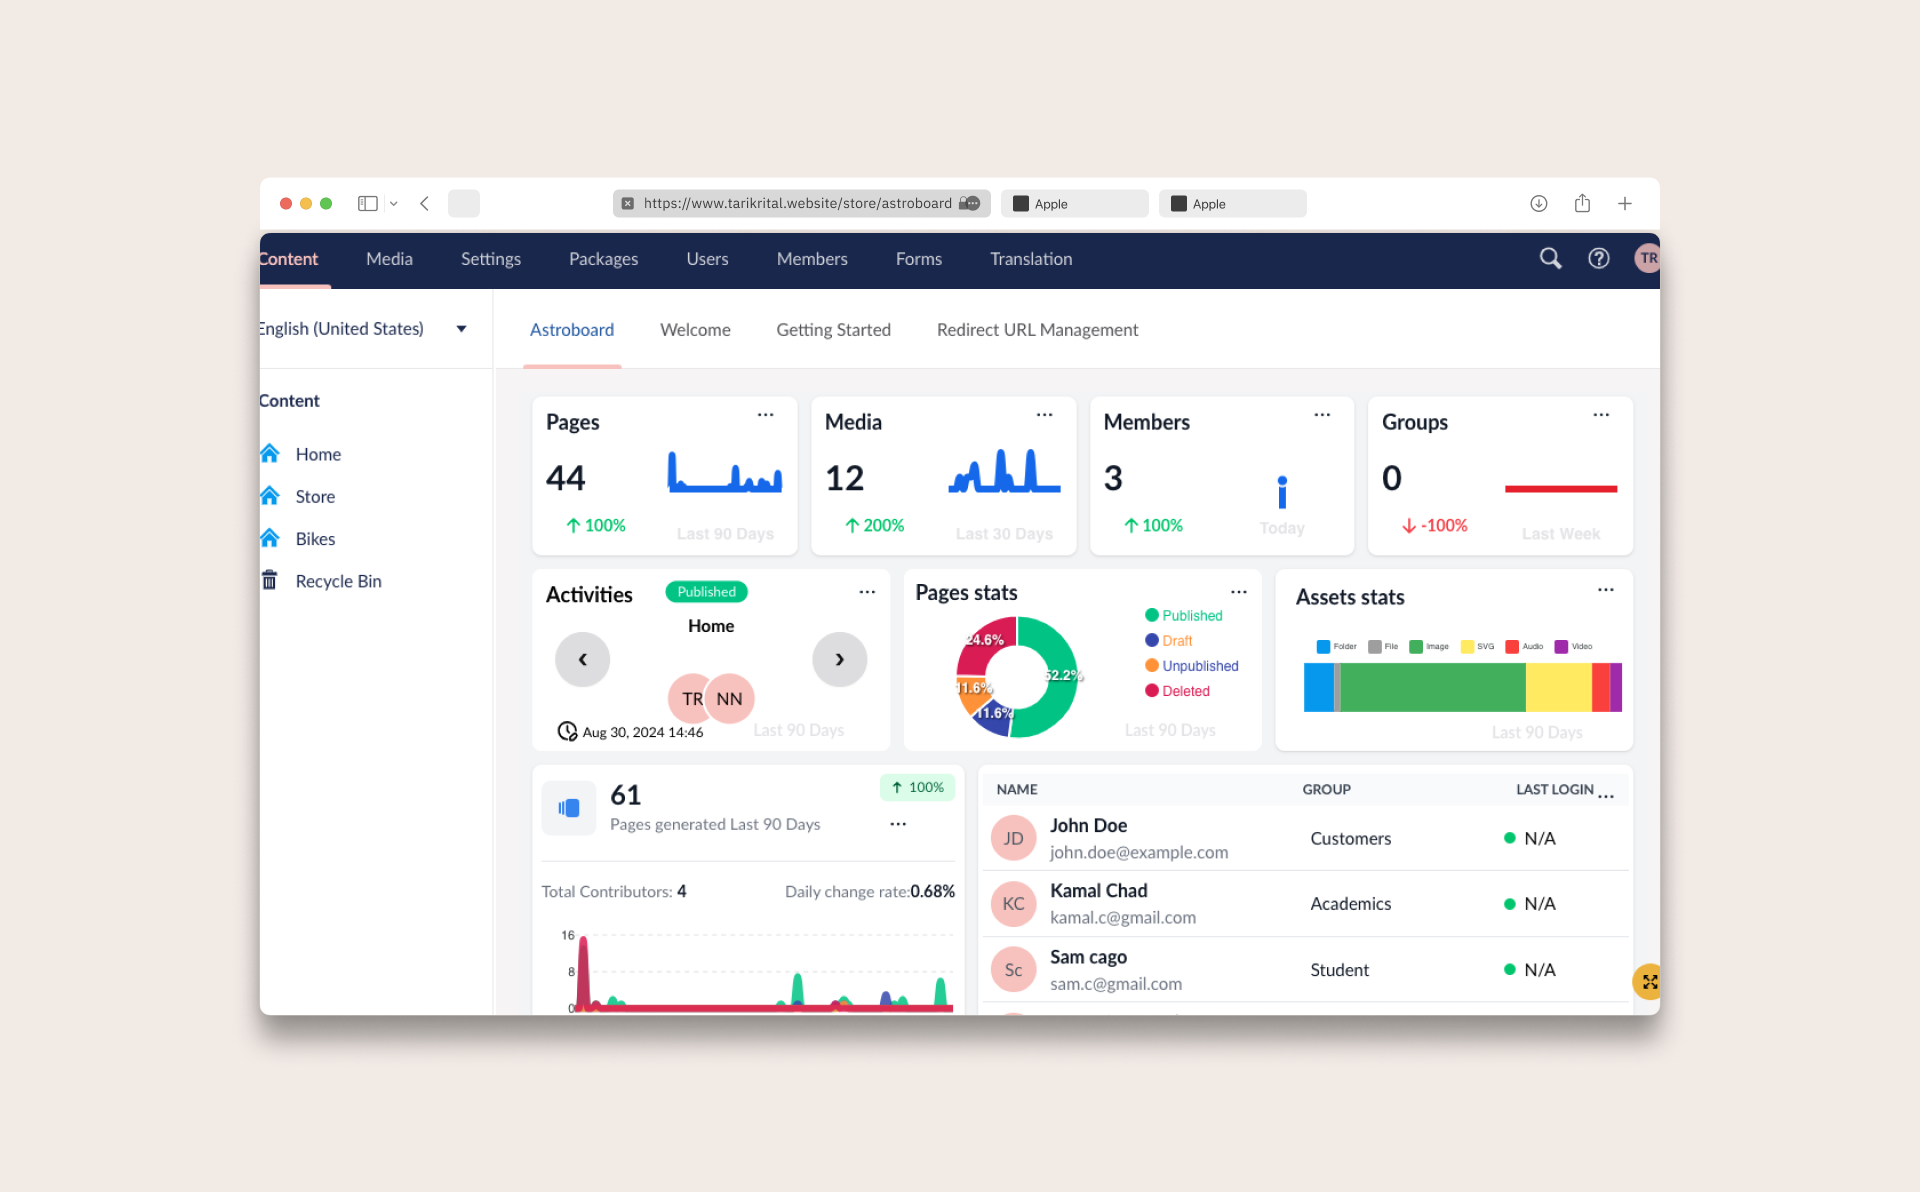 https://www.tarikrital.website/store/astroboard
Apple
Apple
Content
Media
Settings
Packages
Users
Members
Forms
Translation
TR
English (United States)
Astroboard
Welcome
Getting Started
Redirect URL Management
Content
Home
Store
Bikes
Recycle Bin
Pages
44
100%
Last 90 Days
Media
12
200%
Last 30 Days
Members
3
100%
Today
Groups
0
-100%
Last Week
Activities
Published
Home
TR
NN
Aug 30, 2024 14:46
Last 90 Days
Pages stats
24.6%
52.2%
11.6%
11.6%
Published
Draft
Unpublished
Deleted
Last 90 Days
Assets stats
Folder
File
Image
SVG
Audio
Video
Last 90 Days
61
100%
Pages generated Last 90 Days
Total Contributors: 4
Daily change rate:0.68%
16
8
0
NAME
GROUP
LAST LOGIN
JD
John Doe
john.doe@example.com
Customers
N/A
KC
Kamal Chad
kamal.c@gmail.com
Academics
N/A
Sc
Sam cago
sam.c@gmail.com
Student
N/A